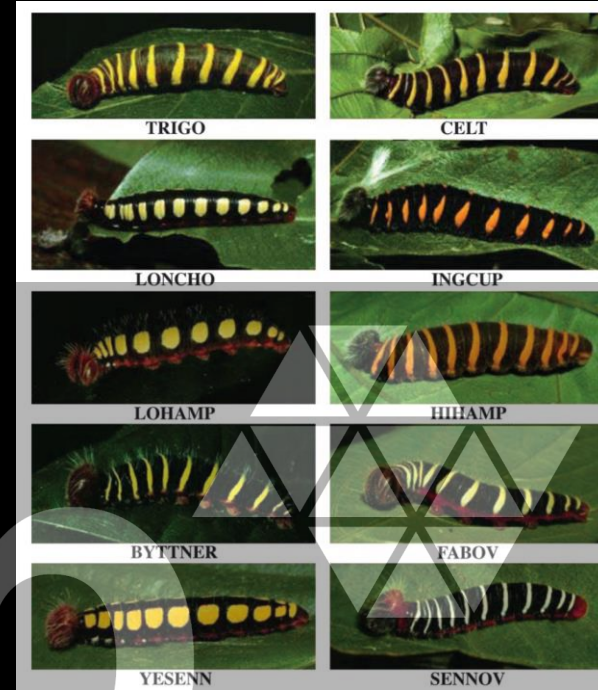 TRIGO
CELT
LONCHO
INGCUP
LOHAMP
HIHAMP
BYTTNER
FABOV
YESENN
SENNOV